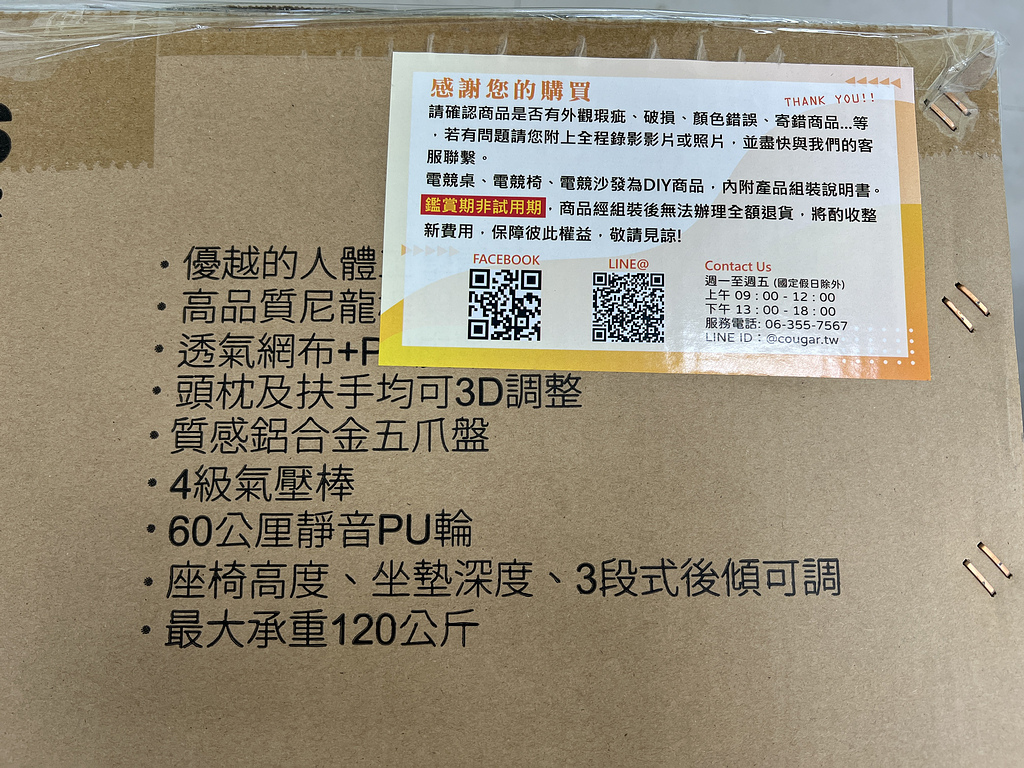 感謝您的購買
THANK YOU!!
請確認商品是否有外觀瑕疵、破損、顏色錯誤、寄錯商品...等
，若有問題請您附上全程錄影影片或照片，並盡快與我們的客
服聯繫。
電競桌、電競椅、電競沙發為DIY商品，內附產品組裝說明書。
鑑賞期非試用期，商品經組裝後無法辦理全額退貨，將酌收整
新費用，保障彼此權益，敬請見諒!
FACEBOOK
LINE@
Contact Us
週一至週五 (國定假日除外)
上午 09 : 00 - 12 : 00
下午 13 : 00 - 18 : 00
服務電話: 06-355-7567
LINE ID：@cougar.tw
・優越的人體
・高品質尼龍
・透氣網布+P
・頭枕及扶手均可3D調整
・質感鋁合金五爪盤
・4級氣壓棒
・60公厘靜音PU輪
・座椅高度、坐墊深度、3段式後傾可調
・最大承重120公斤